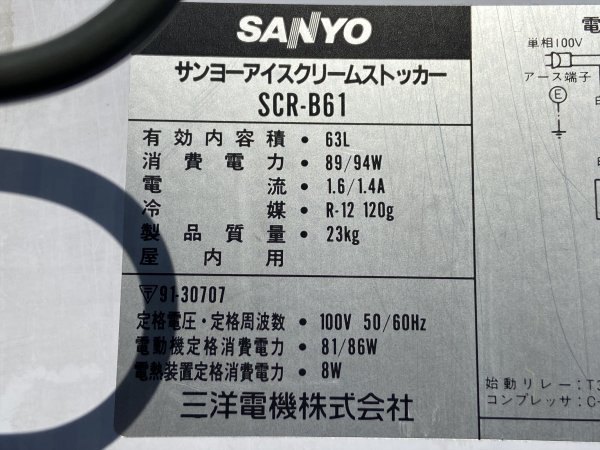 SANYO
サンヨーアイスクリームストッカー
SCR-B61
有効内容積 • 63L
消費電力 • 89/94W
電流 • 1.6/1.4A
冷媒 • R-12 120g
製品質量 • 23kg
屋内用
〒91-30707
定格電圧・定格周波数 • 100V 50/60Hz
電動機定格消費電力 • 81/86W
電熱装置定格消費電力 • 8W
三洋電機株式会社
電
単相100V
アース端子
E
始動リレー:T
コンプレッサ:C-